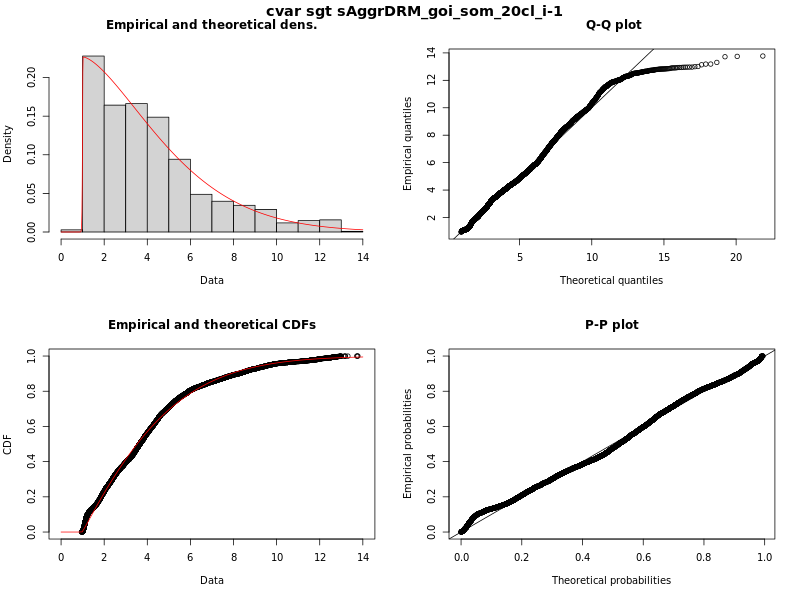 cvar sgt sAggrDRM_goi_som_20cl_i-1
Empirical and theoretical dens.
Density
0.00 0.05 0.10 0.15 0.20
0 2 4 6 8 10 12 14
Data
Q-Q plot
Empirical quantiles
2 4 6 8 10 12 14
5 10 15 20
Theoretical quantiles
Empirical and theoretical CDFs
CDF
0.0 0.2 0.4 0.6 0.8 1.0
0 2 4 6 8 10 12 14
Data
P-P plot
Empirical probabilities
0.0 0.2 0.4 0.6 0.8 1.0
0.0 0.2 0.4 0.6 0.8 1.0
Theoretical probabilities